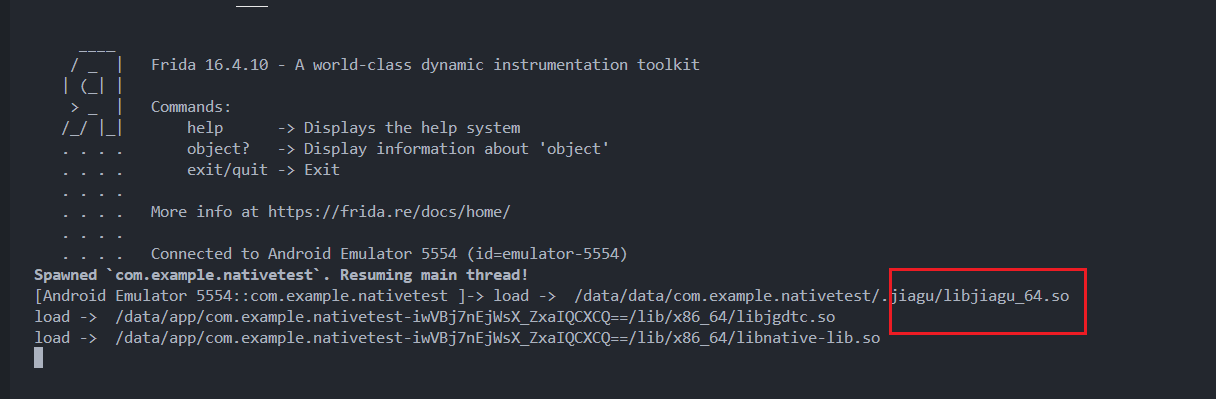 ____
    / _  |   Frida 16.4.10 - A world-class dynamic instrumentation toolkit
   | (_| |
    > _  |   Commands:
   /_/ |_|       help      -> Displays the help system
   . . . .       object?   -> Display information about 'object'
   . . . .       exit/quit -> Exit
   . . . .
   . . . .   More info at https://frida.re/docs/home/
   . . . .
   . . . .   Connected to Android Emulator 5554 (id=emulator-5554)
Spawned `com.example.nativetest`. Resuming main thread!
[Android Emulator 5554::com.example.nativetest ]-> load ->  /data/data/com.example.nativetest/.jiagu/libjiagu_64.so
load ->  /data/app/com.example.nativetest-iwVBj7nEjWsX_ZxaIQCXCQ==/lib/x86_64/libjgdtc.so
load ->  /data/app/com.example.nativetest-iwVBj7nEjWsX_ZxaIQCXCQ==/lib/x86_64/libnative-lib.so